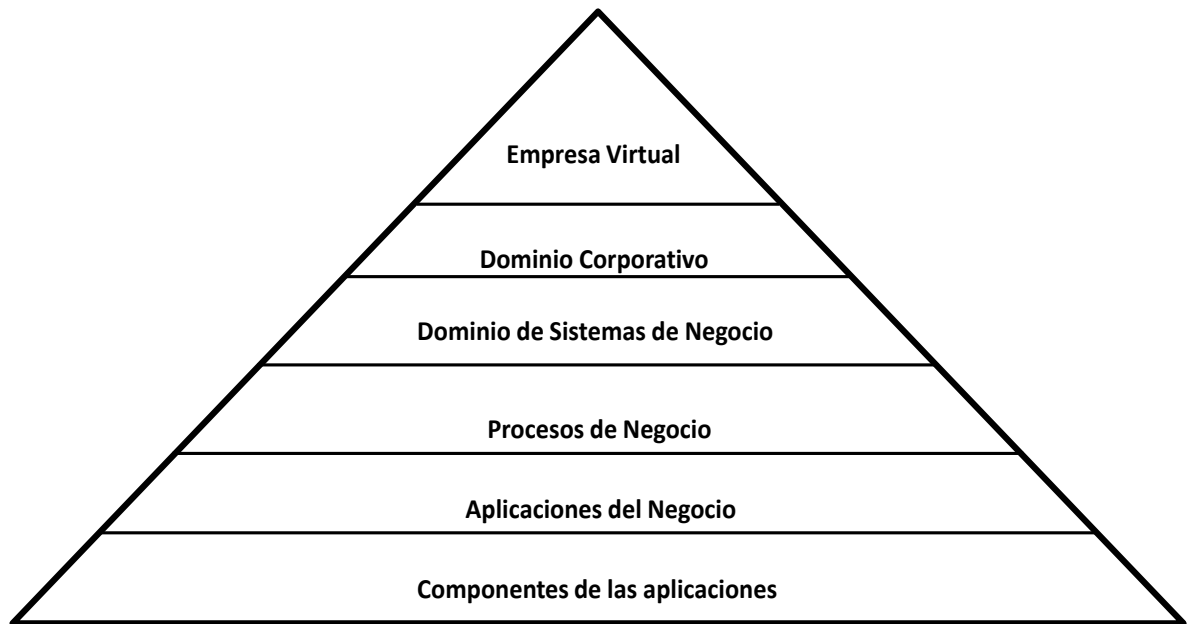 Empresa Virtual
Dominio Corporativo
Dominio de Sistemas de Negocio
Procesos de Negocio
Aplicaciones del Negocio
Componentes de las aplicaciones